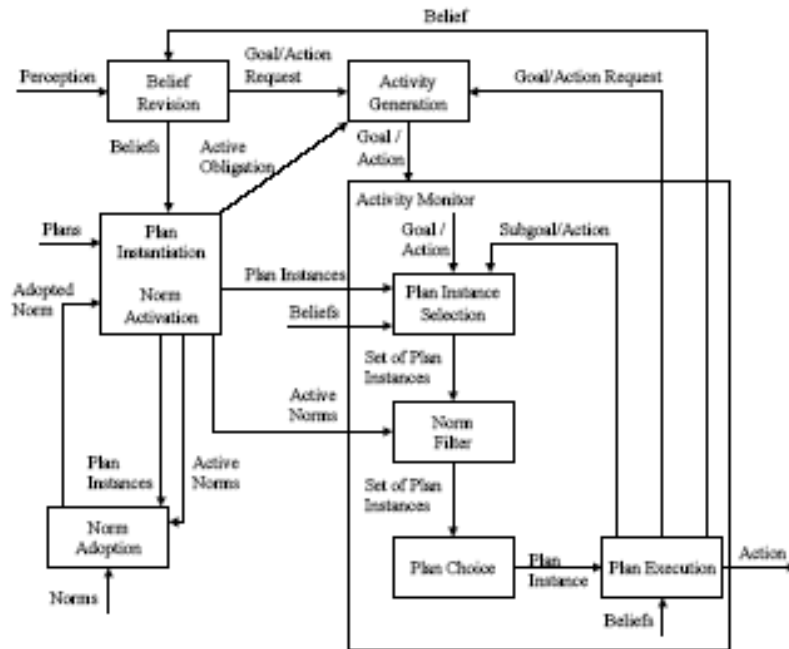 Belief
Perception
Belief
Revision
Goal/Action
Request
Activity
Generation
Goal/Action Request
Beliefs
Active
Obligation
Goal /
Action
Activity Monitor
Plans
Plan
Instantiation
Norm
Activation
Goal /
Action
Subgoal/Action
Plan Instances
Adopted
Norm
Plan Instance
Selection
Beliefs
Set of Plan
Instances
Active
Norms
Norm
Filter
Plan
Instances
Active
Norms
Set of Plan
Instances
Norm
Adoption
Plan Choice
Plan
Instance
Plan Execution
Action
Norms
Beliefs